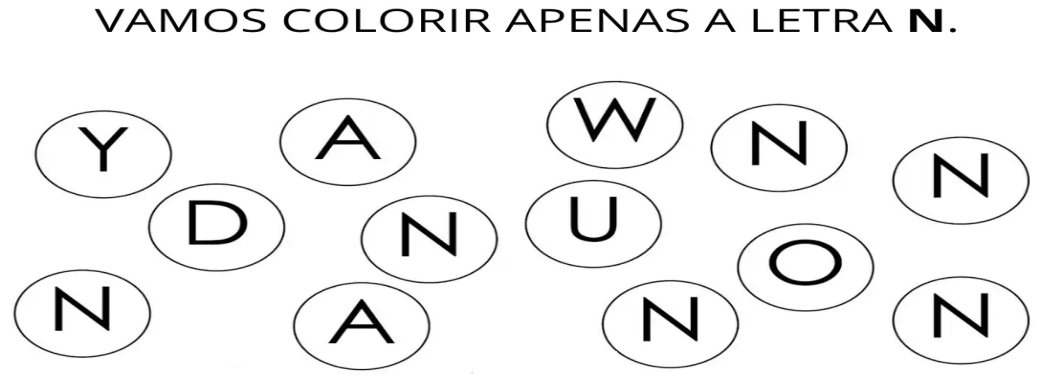 VAMOS COLORIR APENAS A LETRA N.
Y A W N N
D N U O
N A N N